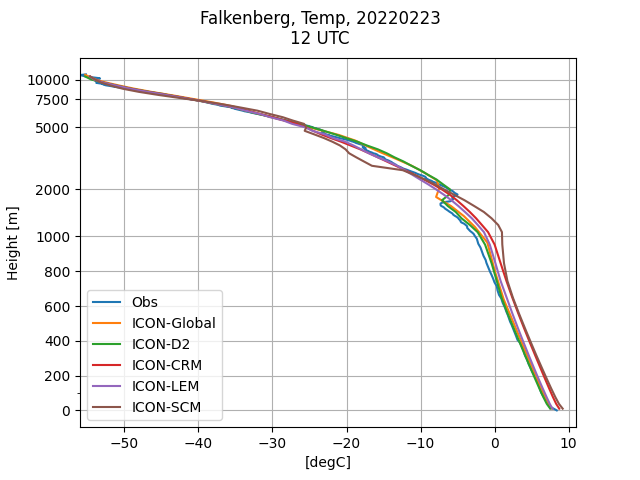 Falkenberg, Temp, 20220223
12 UTC
Height [m]
10000
7500
5000
2000
1000
800
600
400
200
0
Obs
ICON-Global
ICON-D2
ICON-CRM
ICON-LEM
ICON-SCM
−50 −40 −30 −20 −10 0 10
[degC]